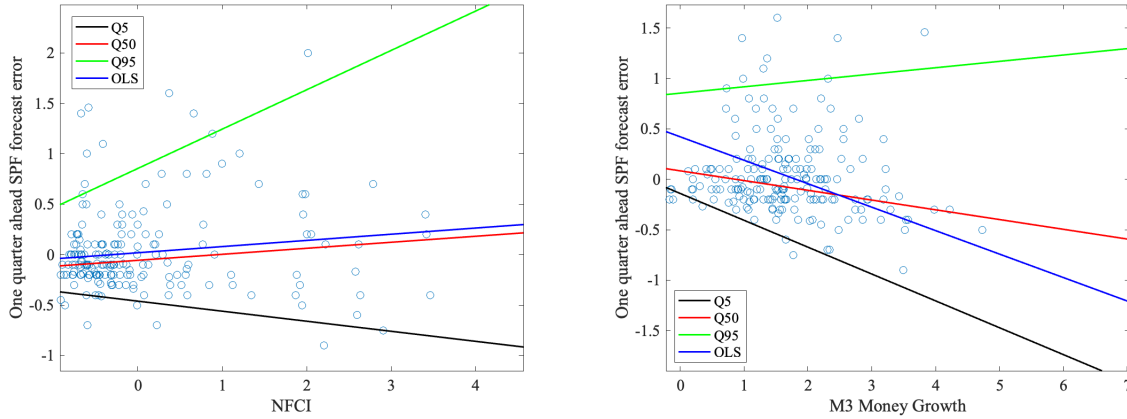 One quarter ahead SPF forecast error
2
1.5
1
0.5
0
-0.5
-1
Q5
Q50
Q95
OLS
0 1 2 3 4
NFCI
One quarter ahead SPF forecast error
1.5
1
0.5
0
-0.5
-1
-1.5
Q5
Q50
Q95
OLS
0 1 2 3 4 5 6 7
M3 Money Growth